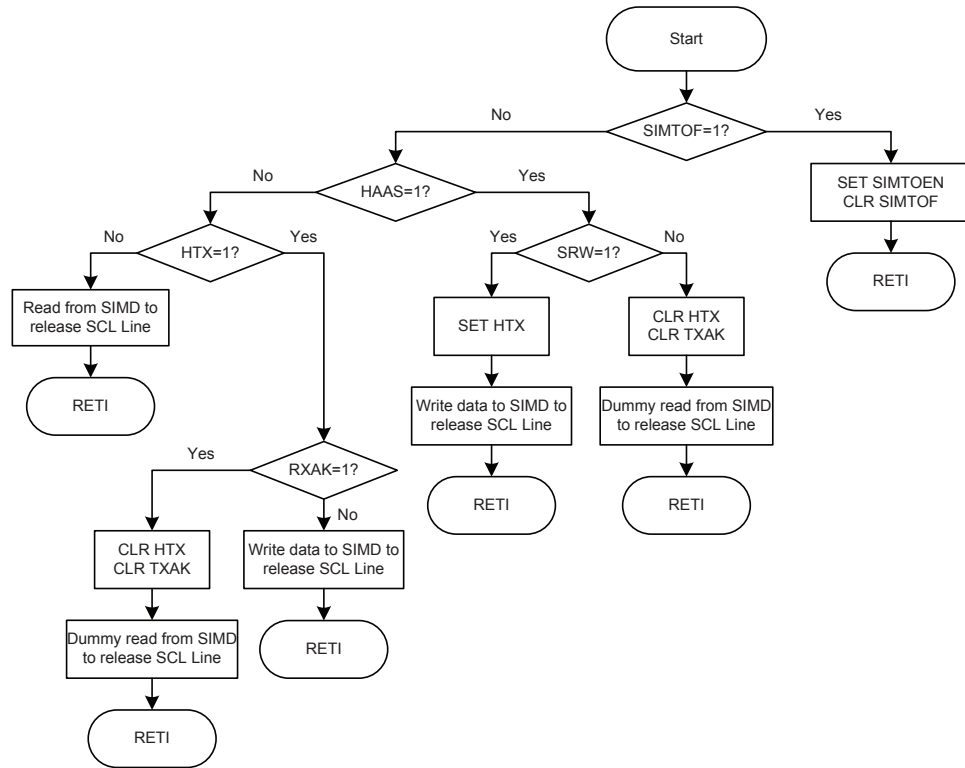 Start
No
SIMTOF=1?
Yes
No
HAAS=1?
Yes
SET SIMTOEN
CLR SIMTOF
No
HTX=1?
Yes
Yes
SRW=1?
No
RETI
Read from SIMD to
release SCL Line
SET HTX
CLR HTX
CLR TXAK
RETI
Write data to SIMD to
release SCL Line
Dummy read from SIMD
to release SCL Line
Yes
RXAK=1?
RETI
RETI
No
CLR HTX
CLR TXAK
Write data to SIMD to
release SCL Line
Dummy read from SIMD
to release SCL Line
RETI
RETI